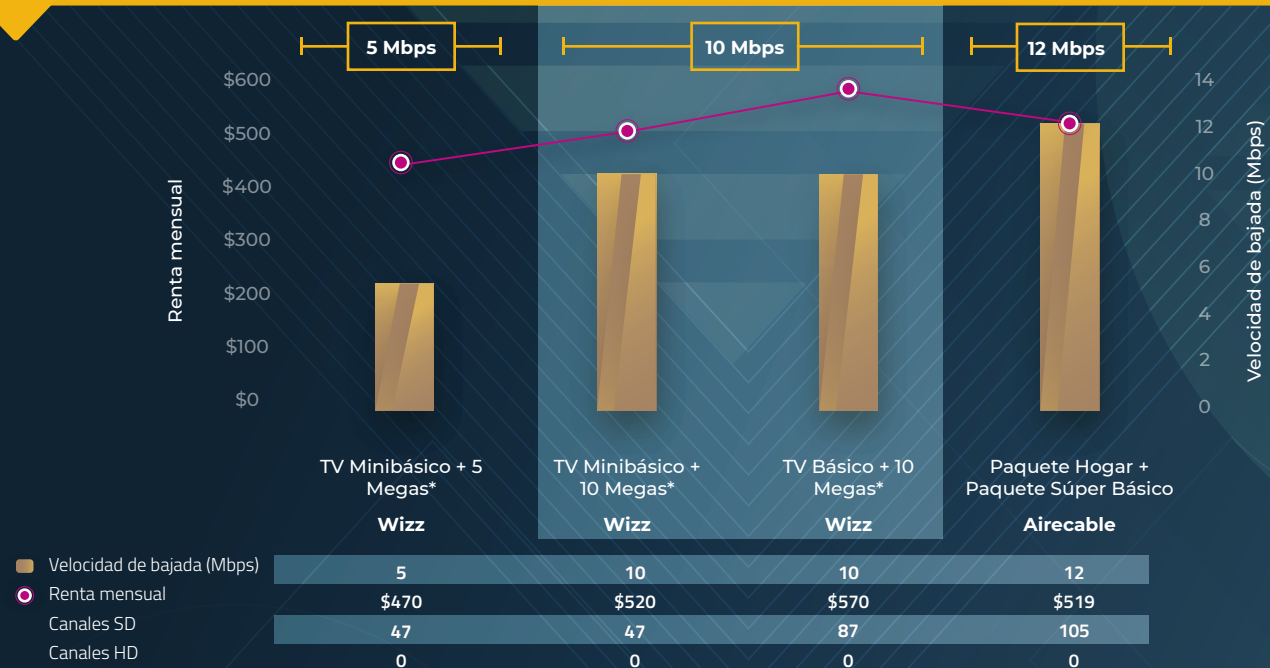 5 Mbps
10 Mbps
12 Mbps
$600
$500
$400
$300
$200
$100
$0
Renta mensual
14
12
10
8
6
4
2
0
Velocidad de bajada (Mbps)
TV Minibásico + 5
Megas*
Wizz
TV Minibásico +
10 Megas*
Wizz
TV Básico + 10
Megas*
Wizz
Paquete Hogar +
Paquete Súper Básico
Airecable
Velocidad de bajada (Mbps) 5 10 10 12
Renta mensual $470 $520 $570 $519
Canales SD 47 47 87 105
Canales HD 0 0 0 0